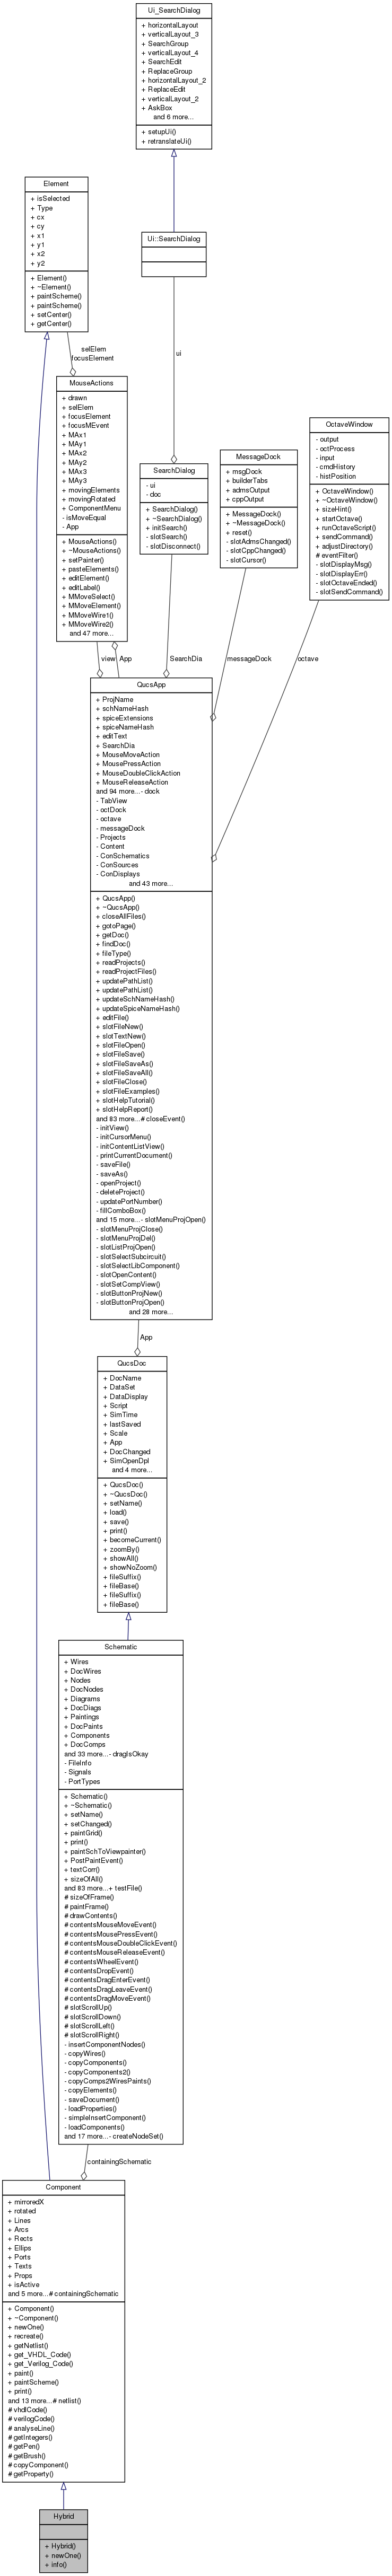 Ui_SearchDialog
+ horizontalLayout
+ verticalLayout_3
+ SearchGroup
+ verticalLayout_4
+ SearchEdit
+ ReplaceGroup
+ horizontalLayout_2
+ ReplaceEdit
+ verticalLayout_2
+ AskBox
and 6 more...
+ setupUi()
+ retranslateUi()
Element
+ isSelected
+ Type
+ cx
+ cy
+ x1
+ y1
+ x2
+ y2
+ Element()
+ ~Element()
+ paintScheme()
+ paintScheme()
+ setCenter()
+ getCenter()
Ui::SearchDialog
selElem
focusElement
ui
MouseActions
+ drawn
+ selElem
+ focusElement
+ focusMEvent
+ MAx1
+ MAy1
+ MAx2
+ MAy2
+ MAx3
+ MAy3
+ movingElements
+ movingRotated
+ ComponentMenu
- isMoveEqual
- App
+ MouseActions()
+ ~MouseActions()
+ setPainter()
+ pasteElements()
+ editElement()
+ editLabel()
+ MMoveSelect()
+ MMoveElement()
+ MMoveWire1()
+ MMoveWire2()
and 47 more...
SearchDialog
- ui
- doc
+ SearchDialog()
+ ~SearchDialog()
+ initSearch()
- slotSearch()
- slotDisconnect()
MessageDock
+ msgDock
+ builderTabs
+ admsOutput
+ cppOutput
+ MessageDock()
+ ~MessageDock()
+ reset()
- slotAdmsChanged()
- slotCppChanged()
- slotCursor()
OctaveWindow
- output
- octProcess
- input
- cmdHistory
- histPosition
+ OctaveWindow()
+ ~OctaveWindow()
+ sizeHint()
+ startOctave()
+ runOctaveScript()
+ sendCommand()
+ adjustDirectory()
# eventFilter()
- slotDisplayMsg()
- slotDisplayErr()
- slotOctaveEnded()
- slotSendCommand()
view
App
SearchDia
messageDock
octave
QucsApp
+ ProjName
+ schNameHash
+ spiceExtensions
+ spiceNameHash
+ editText
+ SearchDia
+ MouseMoveAction
+ MousePressAction
+ MouseDoubleClickAction
+ MouseReleaseAction
and 94 more...- dock
- TabView
- octDock
- octave
- messageDock
- Projects
- Content
- ConSchematics
- ConSources
- ConDisplays
and 43 more...
+ QucsApp()
+ ~QucsApp()
+ closeAllFiles()
+ gotoPage()
+ getDoc()
+ findDoc()
+ fileType()
+ readProjects()
+ readProjectFiles()
+ updatePathList()
+ updatePathList()
+ updateSchNameHash()
+ updateSpiceNameHash()
+ editFile()
+ slotFileNew()
+ slotTextNew()
+ slotFileOpen()
+ slotFileSave()
+ slotFileSaveAs()
+ slotFileSaveAll()
+ slotFileClose()
+ slotFileExamples()
+ slotHelpTutorial()
+ slotHelpReport()
and 83 more...# closeEvent()
- initView()
- initCursorMenu()
- initContentListView()
- printCurrentDocument()
- saveFile()
- saveAs()
- openProject()
- deleteProject()
- updatePortNumber()
- fillComboBox()
and 15 more...- slotMenuProjOpen()
- slotMenuProjClose()
- slotMenuProjDel()
- slotListProjOpen()
- slotSelectSubcircuit()
- slotSelectLibComponent()
- slotOpenContent()
- slotSetCompView()
- slotButtonProjNew()
- slotButtonProjOpen()
and 28 more...
App
QucsDoc
+ DocName
+ DataSet
+ DataDisplay
+ Script
+ SimTime
+ lastSaved
+ Scale
+ App
+ DocChanged
+ SimOpenDpl
and 4 more...
+ QucsDoc()
+ ~QucsDoc()
+ setName()
+ load()
+ save()
+ print()
+ becomeCurrent()
+ zoomBy()
+ showAll()
+ showNoZoom()
+ fileSuffix()
+ fileBase()
+ fileSuffix()
+ fileBase()
Schematic
+ Wires
+ DocWires
+ Nodes
+ DocNodes
+ Diagrams
+ DocDiags
+ Paintings
+ DocPaints
+ Components
+ DocComps
and 33 more...- dragIsOkay
- FileInfo
- Signals
- PortTypes
+ Schematic()
+ ~Schematic()
+ setName()
+ setChanged()
+ paintGrid()
+ print()
+ paintSchToViewpainter()
+ PostPaintEvent()
+ textCorr()
+ sizeOfAll()
and 83 more...+ testFile()
# sizeOfFrame()
# paintFrame()
# drawContents()
# contentsMouseMoveEvent()
# contentsMousePressEvent()
# contentsMouseDoubleClickEvent()
# contentsMouseReleaseEvent()
# contentsWheelEvent()
# contentsDropEvent()
# contentsDragEnterEvent()
# contentsDragLeaveEvent()
# contentsDragMoveEvent()
# slotScrollUp()
# slotScrollDown()
# slotScrollLeft()
# slotScrollRight()
- insertComponentNodes()
- copyWires()
- copyComponents()
- copyComponents2()
- copyComps2WiresPaints()
- copyElements()
- saveDocument()
- loadProperties()
- simpleInsertComponent()
- loadComponents()
and 17 more...- createNodeSet()
containingSchematic
Component
+ mirroredX
+ rotated
+ Lines
+ Arcs
+ Rects
+ Ellips
+ Ports
+ Texts
+ Props
+ isActive
and 5 more...# containingSchematic
+ Component()
+ ~Component()
+ newOne()
+ recreate()
+ getNetlist()
+ get_VHDL_Code()
+ get_Verilog_Code()
+ paint()
+ paintScheme()
+ print()
and 13 more...# netlist()
# vhdlCode()
# verilogCode()
# analyseLine()
# getIntegers()
# getPen()
# getBrush()
# copyComponent()
# getProperty()
Hybrid
+ Hybrid()
+ newOne()
+ info()